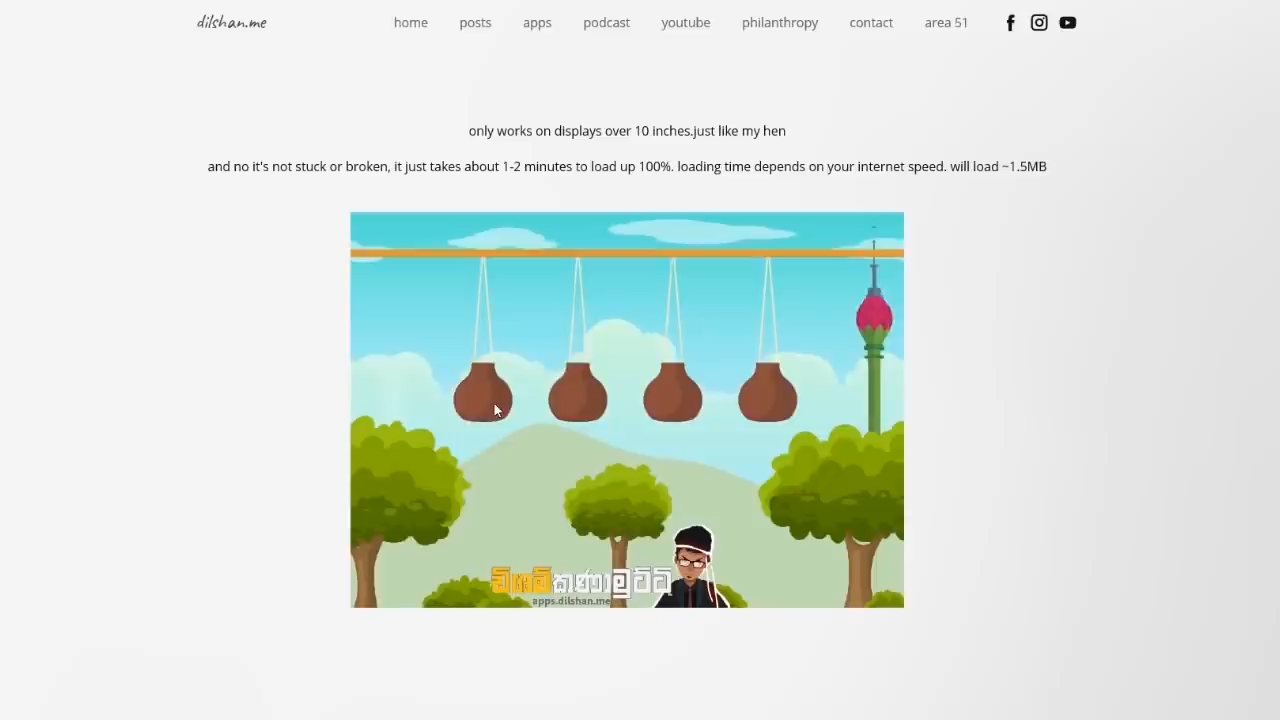 dilshan.me home posts apps podcast youtube philanthropy contact area 51
only works on displays over 10 inches.just like my hen
and no it's not stuck or broken, it just takes about 1-2 minutes to load up 100%. loading time depends on your internet speed. will load ~1.5MB
apps.dilshan.me